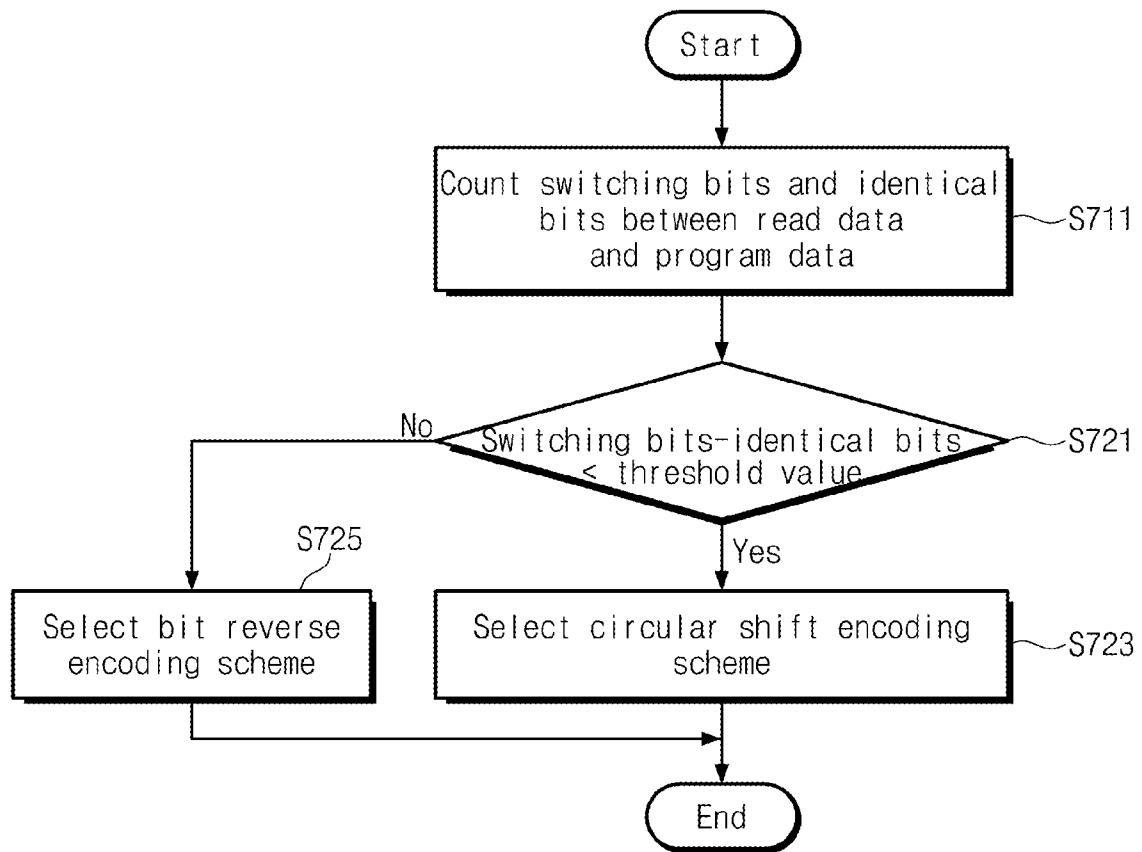 Start
Count switching bits and identical
bits between read data
and program data
S711
No
Switching bits-identical bits
< threshold value
S721
S725
Yes
Select bit reverse
encoding scheme
Select circular shift encoding
scheme
S723
End